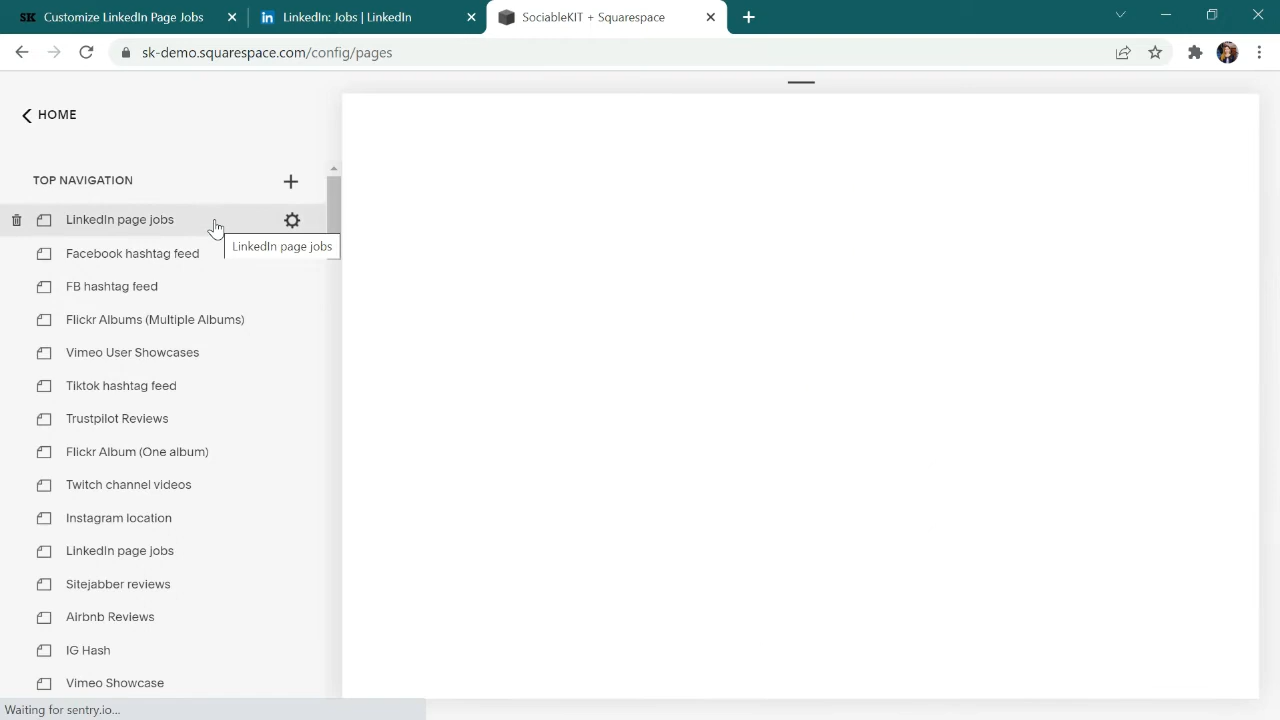 SK Customize LinkedIn Page Jobs
in LinkedIn: Jobs | LinkedIn
SociableKIT + Squarespace
sk-demo.squarespace.com/config/pages
HOME
TOP NAVIGATION
LinkedIn page jobs
LinkedIn page jobs
Facebook hashtag feed
FB hashtag feed
Flickr Albums (Multiple Albums)
Vimeo User Showcases
Tiktok hashtag feed
Trustpilot Reviews
Flickr Album (One album)
Twitch channel videos
Instagram location
LinkedIn page jobs
Sitejabber reviews
Airbnb Reviews
IG Hash
Vimeo Showcase
Waiting for sentry.io...